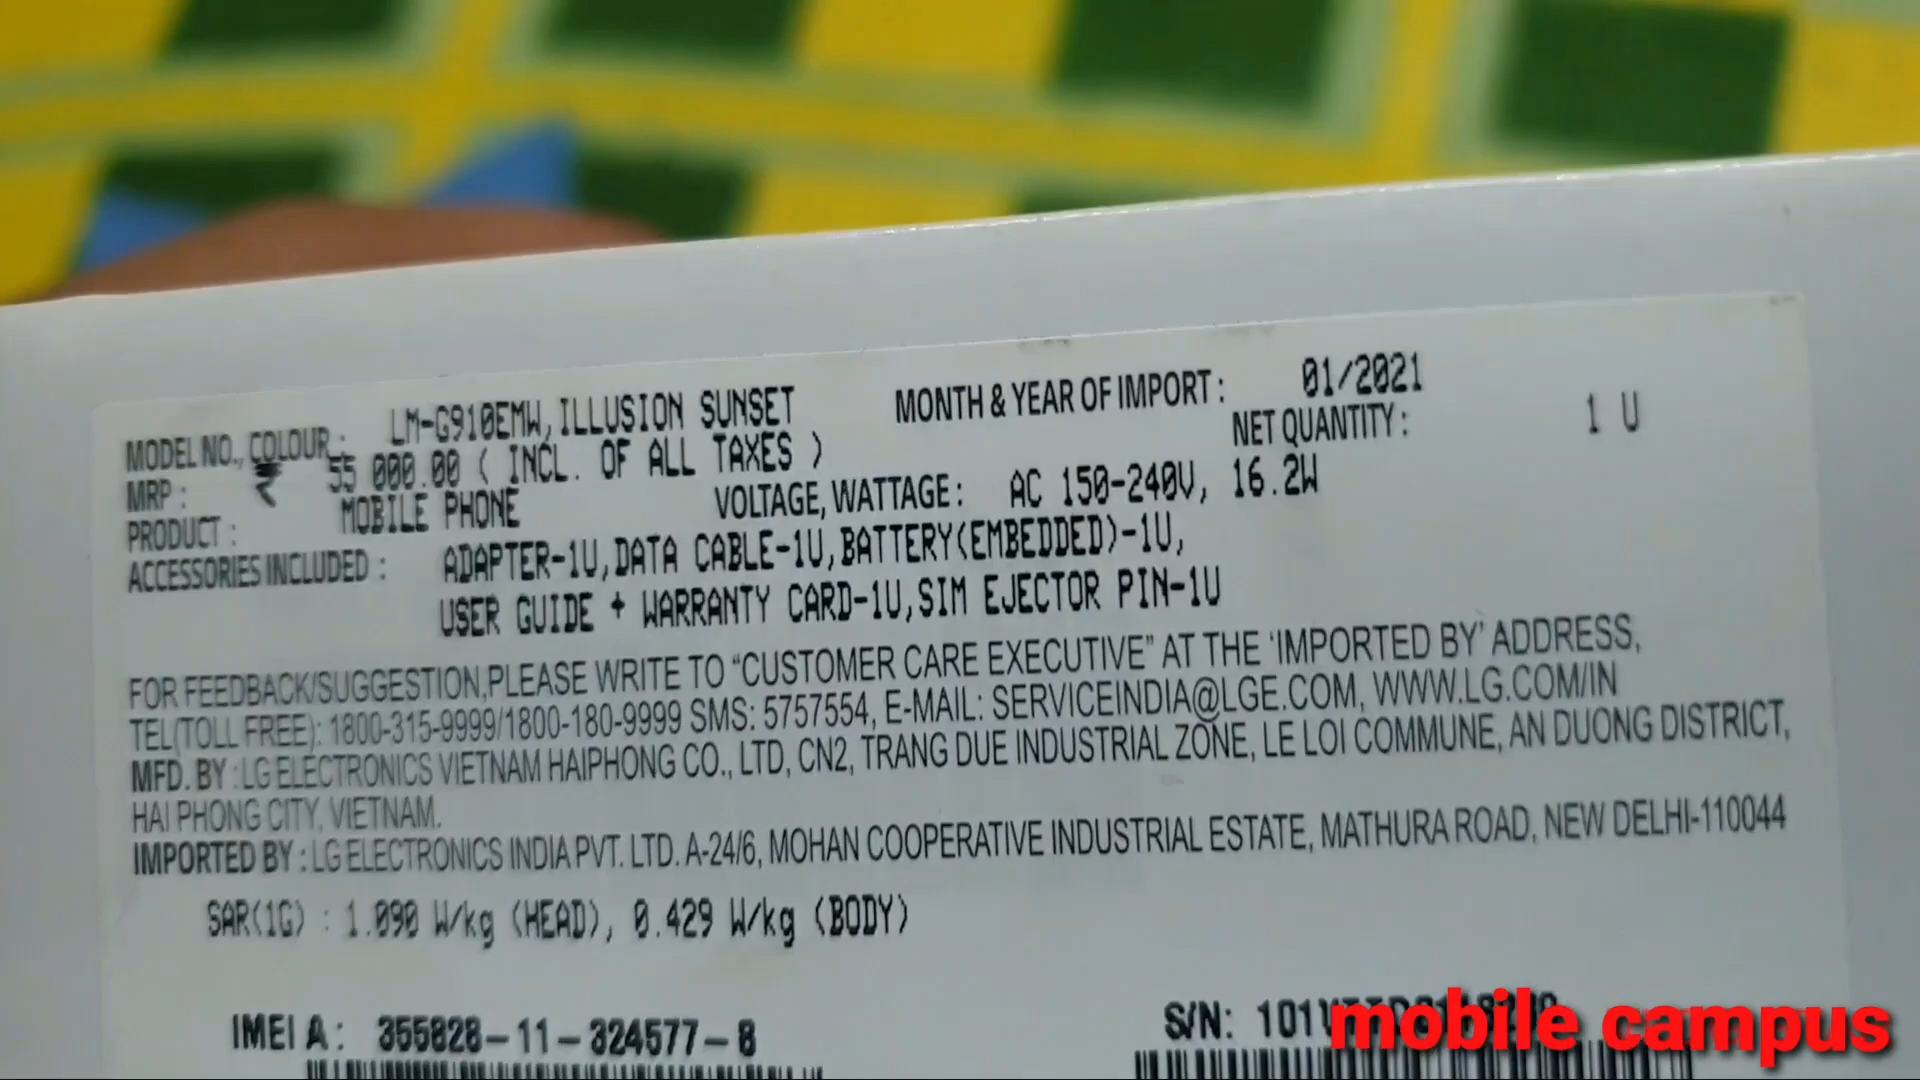 MODEL NO., COLOUR : LM-G910EMW,ILLUSION SUNSET MONTH & YEAR OF IMPORT : 01/2021
MRP : ₹ 55 000.00 ( INCL. OF ALL TAXES ) NET QUANTITY : 1 U
PRODUCT : MOBILE PHONE VOLTAGE, WATTAGE : AC 150-240V, 16.2W
ACCESSORIES INCLUDED : ADAPTER-1U,DATA CABLE-1U,BATTERY(EMBEDDED)-1U,
USER GUIDE + WARRANTY CARD-1U,SIM EJECTOR PIN-1U
FOR FEEDBACK/SUGGESTION,PLEASE WRITE TO “CUSTOMER CARE EXECUTIVE” AT THE ‘IMPORTED BY’ ADDRESS,
TEL(TOLL FREE): 1800-315-9999/1800-180-9999 SMS: 5757554, E-MAIL: SERVICEINDIA@LGE.COM, WWW.LG.COM/IN
MFD. BY : LG ELECTRONICS VIETNAM HAIPHONG CO., LTD, CN2, TRANG DUE INDUSTRIAL ZONE, LE LOI COMMUNE, AN DUONG DISTRICT,
HAI PHONG CITY, VIETNAM.
IMPORTED BY : LG ELECTRONICS INDIA PVT. LTD. A-24/6, MOHAN COOPERATIVE INDUSTRIAL ESTATE, MATHURA ROAD, NEW DELHI-110044
SAR(1G) : 1.090 W/kg (HEAD), 0.429 W/kg (BODY)
IMEI A : 355828-11-324577-8 S/N:
mobile campus